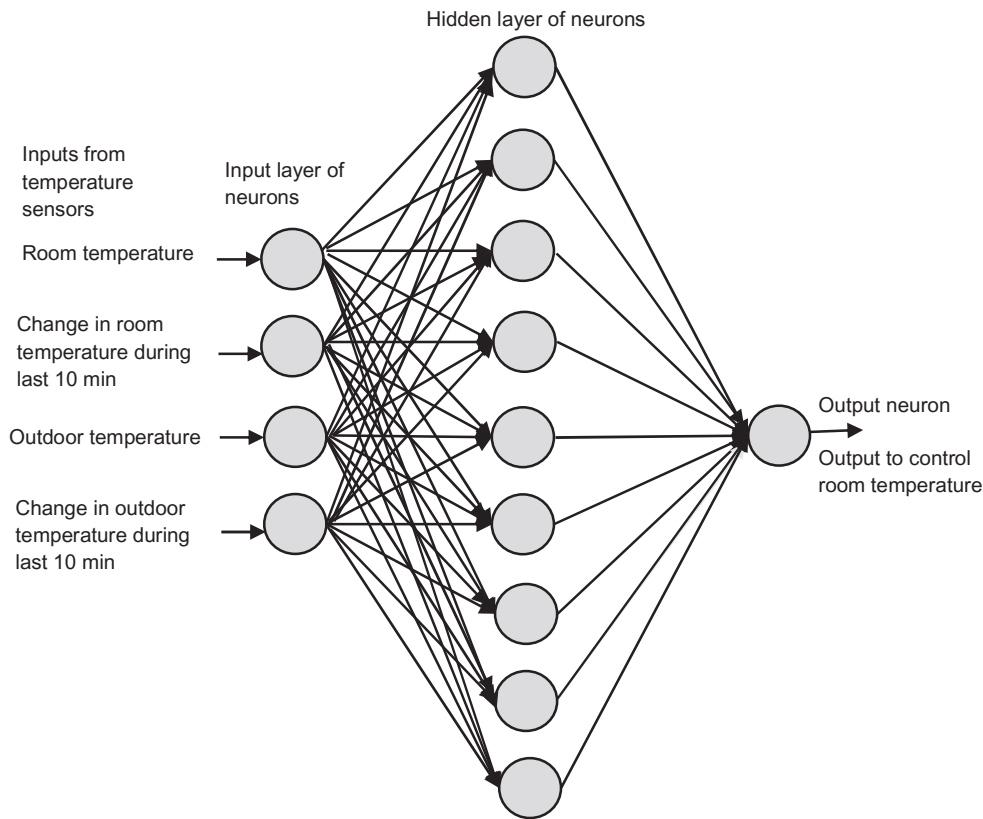 Hidden layer of neurons
Inputs from
temperature
sensors
Input layer of
neurons
Room temperature
Change in room
temperature during
last 10 min
Outdoor temperature
Change in outdoor
temperature during
last 10 min
Output neuron
Output to control
room temperature